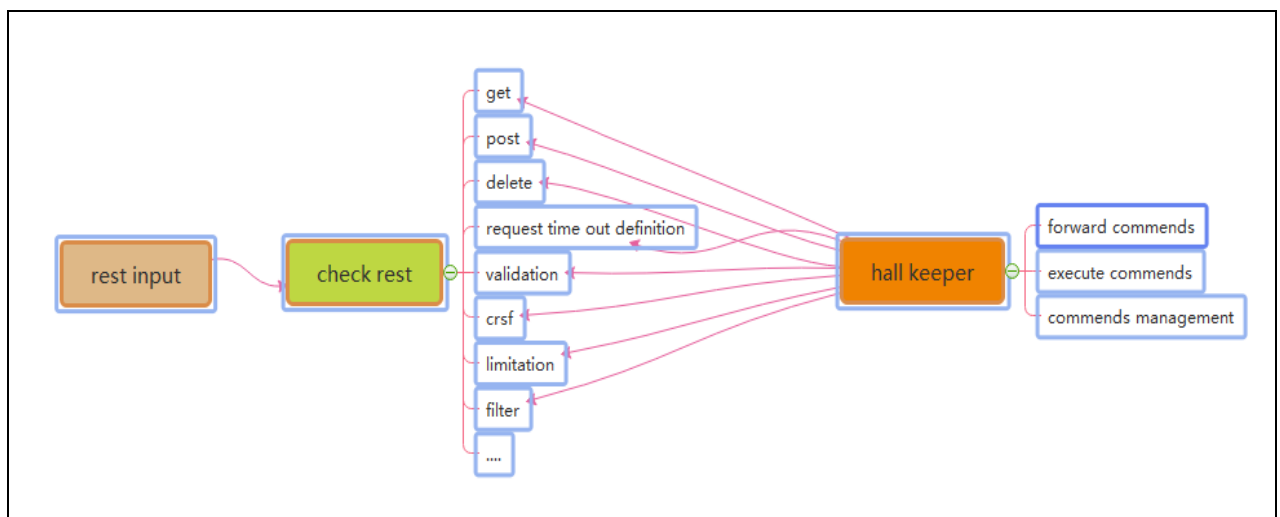 rest input
check rest
get
post
delete
request time out definition
validation
crsf
limitation
filter
....
hall keeper
forward commends
execute commends
commends management